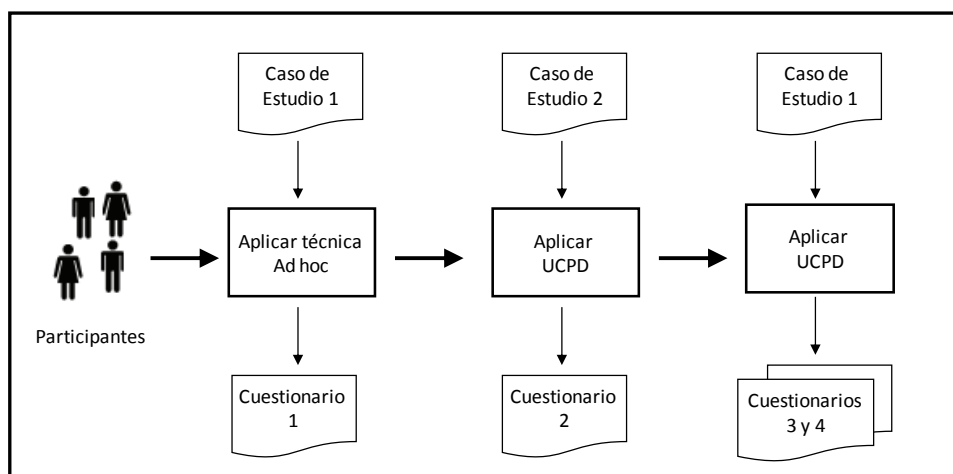 Caso de
Estudio 1
Caso de
Estudio 2
Caso de
Estudio 1
Aplicar técnica
Ad hoc
Aplicar
UCPD
Aplicar
UCPD
Participantes
Cuestionario
1
Cuestionario
2
Cuestionarios
3 y 4